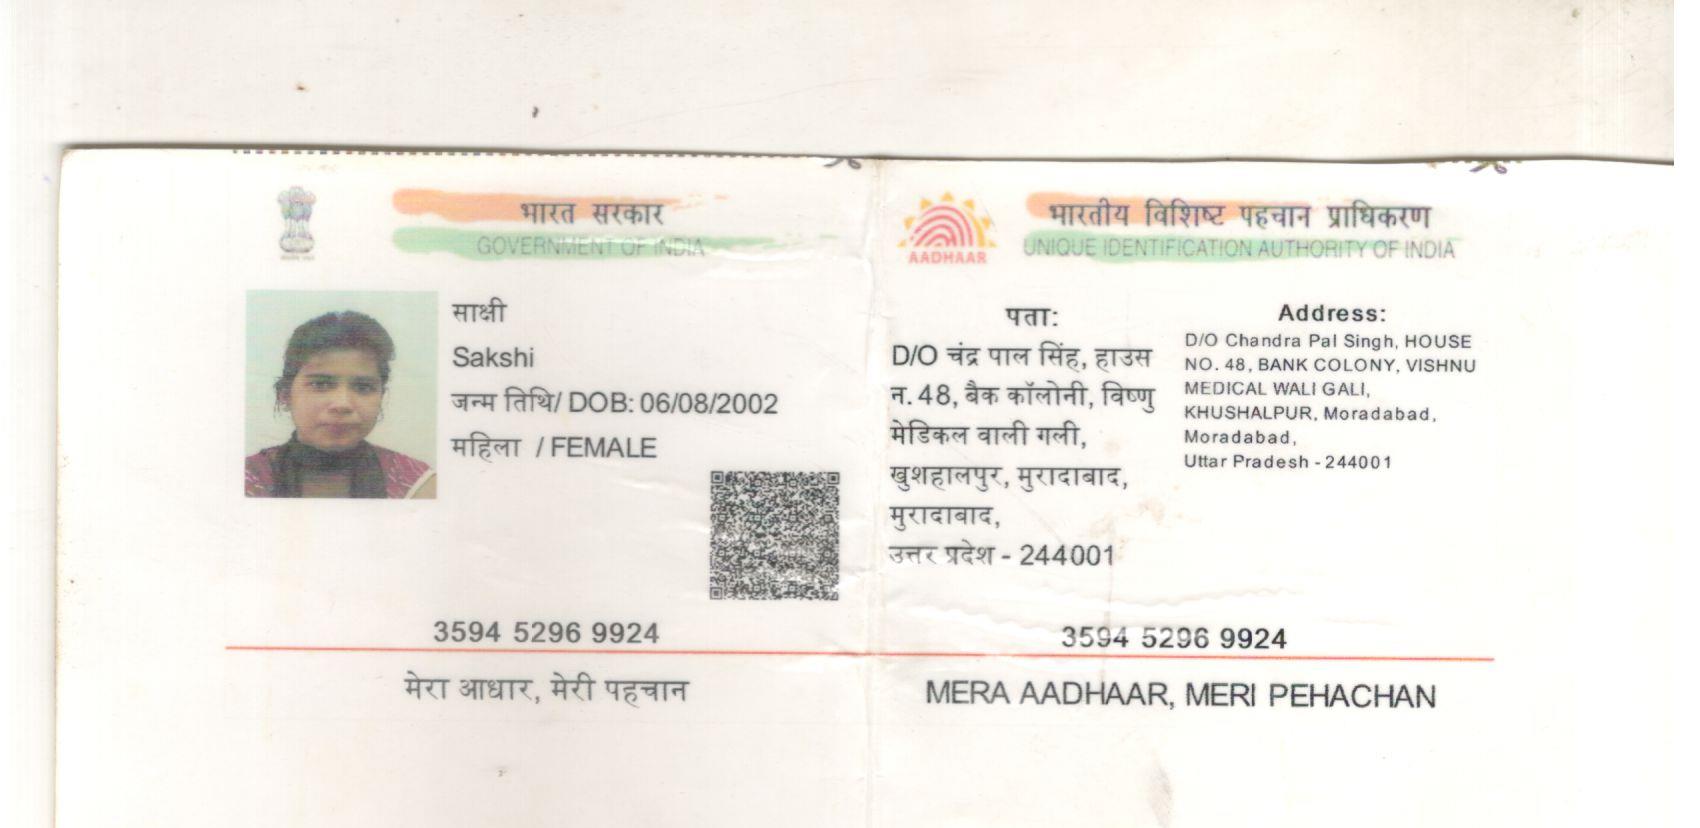 भारत सरकार
GOVERNMENT OF INDIA
साक्षी
Sakshi
जन्म तिथि/ DOB: 06/08/2002
महिला / FEMALE
3594 5296 9924
मेरा आधार, मेरी पहचान
भारतीय विशिष्ट पहचान प्राधिकरण
UNIQUE IDENTIFICATION AUTHORITY OF INDIA
AADHAAR
पता:
D/O चंद्र पाल सिंह, हाउस
न. 48, बैक कॉलोनी, विष्णु
मेडिकल वाली गली,
खुशहालपुर, मुरादाबाद,
मुरादाबाद,
उत्तर प्रदेश - 244001
Address:
D/O Chandra Pal Singh, HOUSE
NO. 48, BANK COLONY, VISHNU
MEDICAL WALI GALI,
KHUSHALPUR, Moradabad,
Moradabad,
Uttar Pradesh - 244001
3594 5296 9924
MERA AADHAAR, MERI PEHACHAN